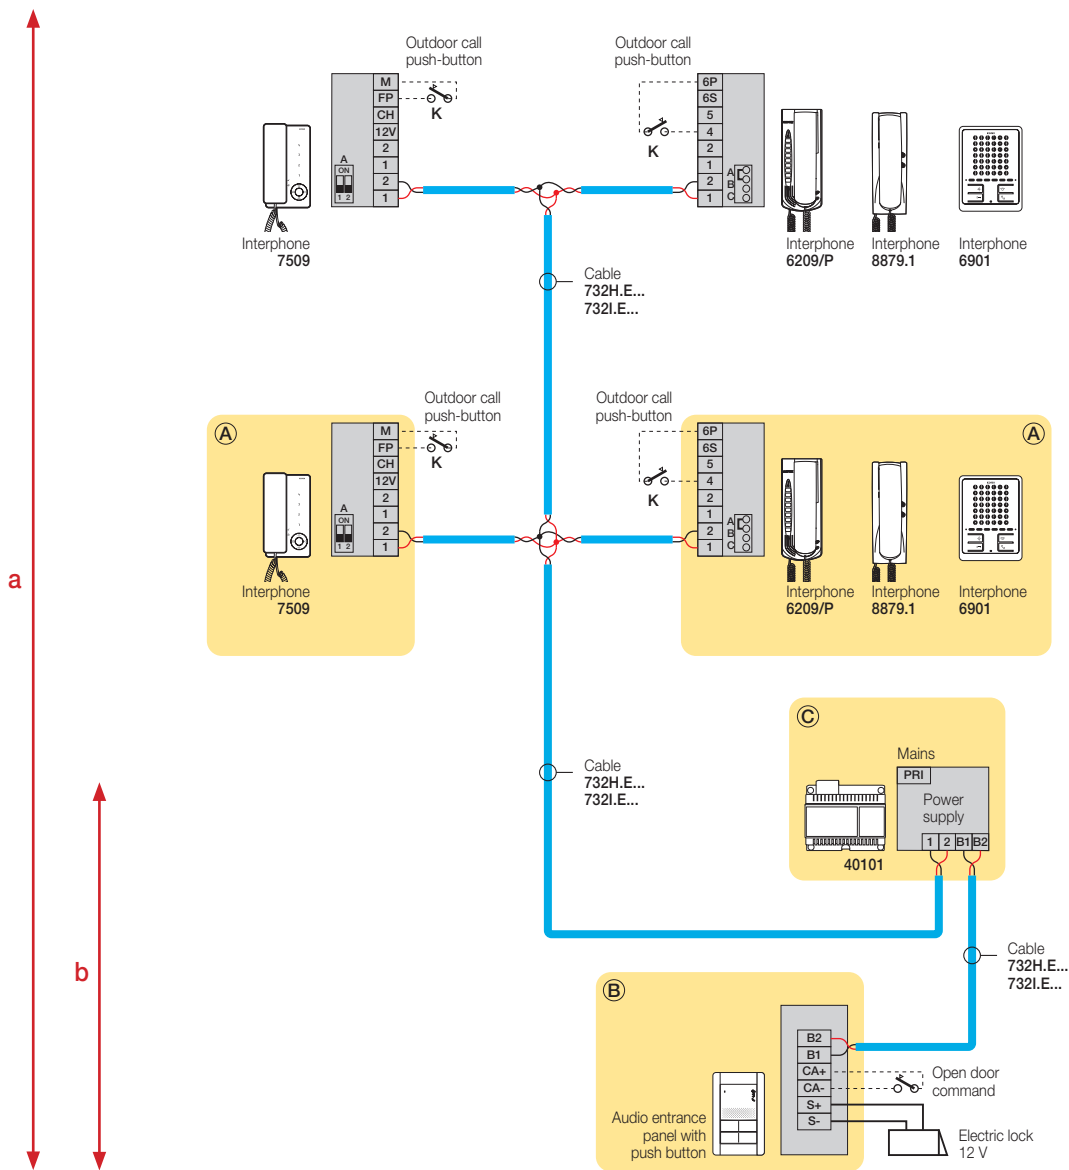 Outdoor call
push-button
M
FP
CH
12V
2
1
2
1
K
A
ON
1 2
Interphone
7509
Outdoor call
push-button
6P
6S
5
4
2
1
2
1
K
A
B
C
Interphone
6209/P
Interphone
8879.1
Interphone
6901
Cable
732H.E...
732I.E...
a
A
Outdoor call
push-button
M
FP
CH
12V
2
1
2
1
K
A
ON
1 2
Interphone
7509
Outdoor call
push-button
A
6P
6S
5
4
2
1
2
1
K
A
B
C
Interphone
6209/P
Interphone
8879.1
Interphone
6901
Cable
732H.E...
732I.E...
C
Mains
PRI
Power
supply
1 2 B1 B2
40101
b
Cable
732H.E...
732I.E...
B
B2
B1
CA+
CA-
S+
S-
Open door
command
Audio entrance
panel with
push button
Electric lock
12 V